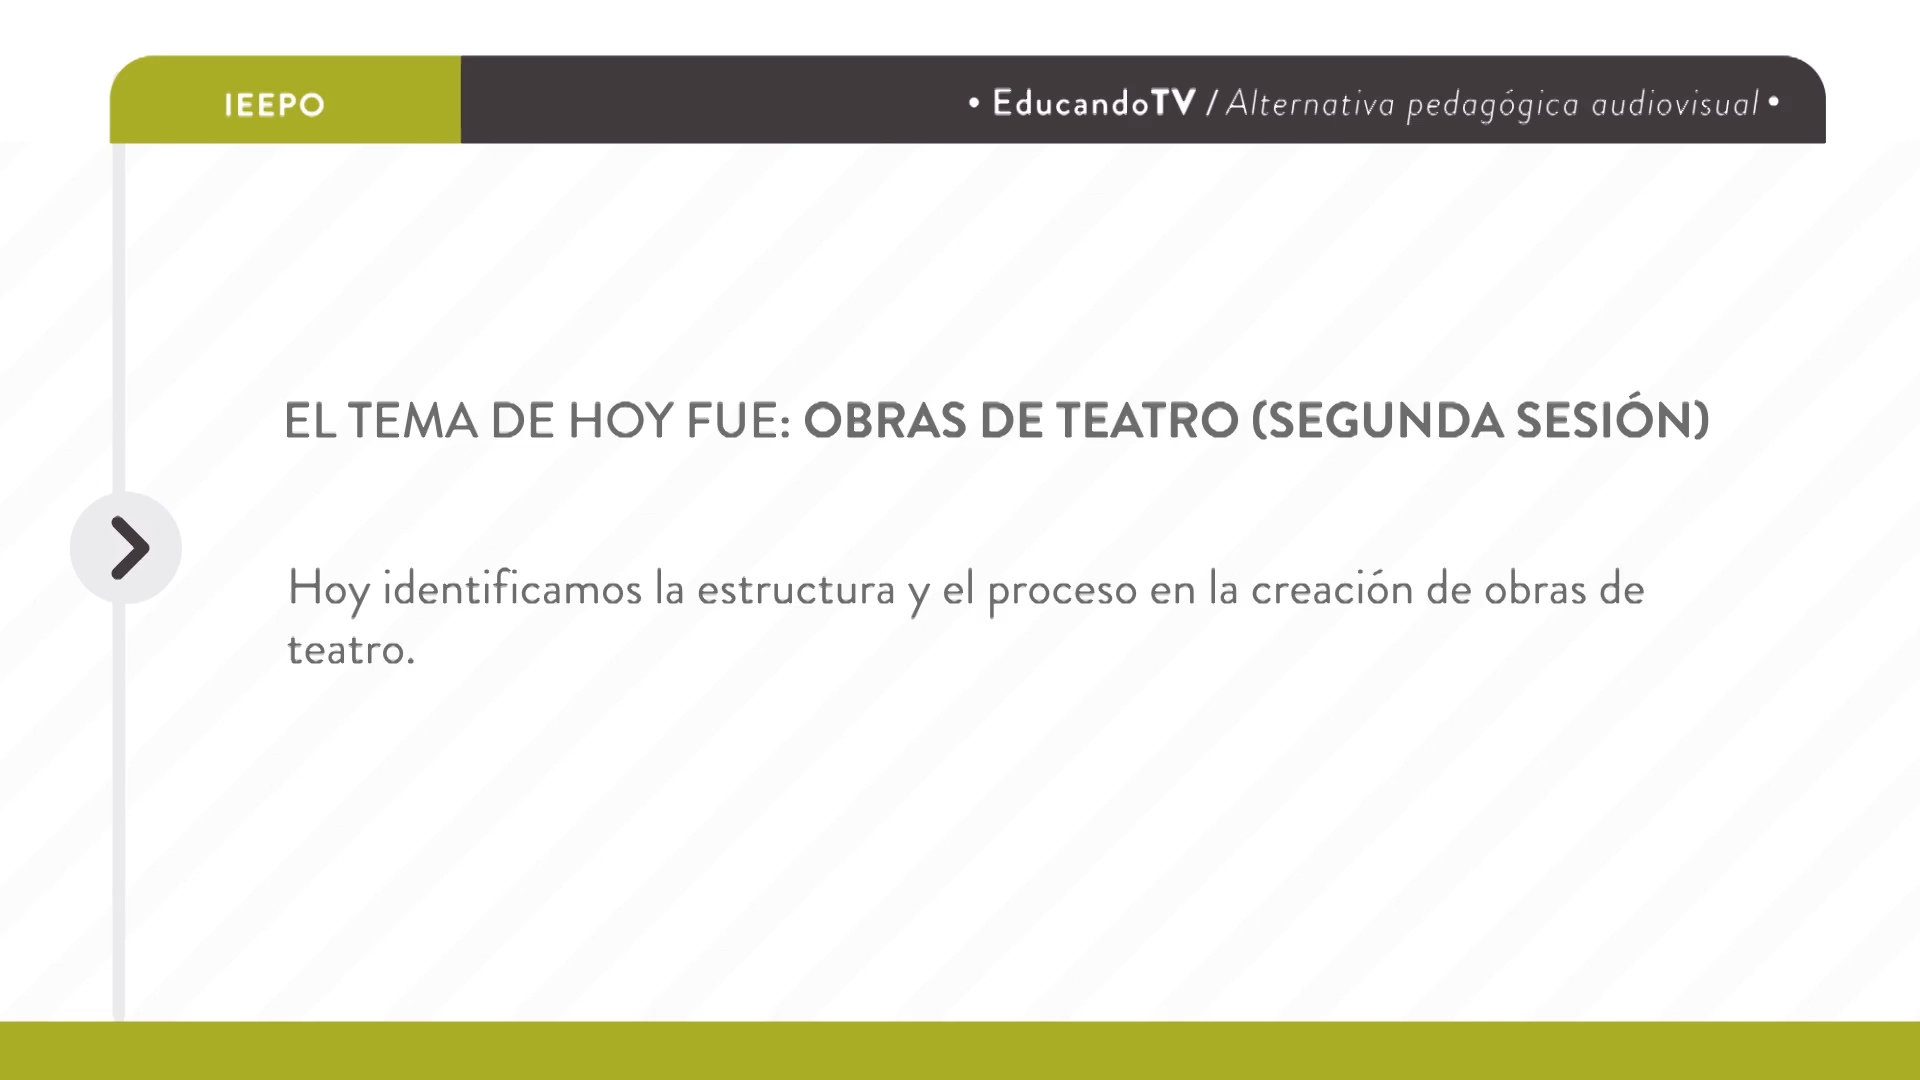 IEEPO
• EducandoTV / Alternativa pedagógica audiovisual •
EL TEMA DE HOY FUE: OBRAS DE TEATRO (SEGUNDA SESIÓN)
Hoy identificamos la estructura y el proceso en la creación de obras de
teatro.